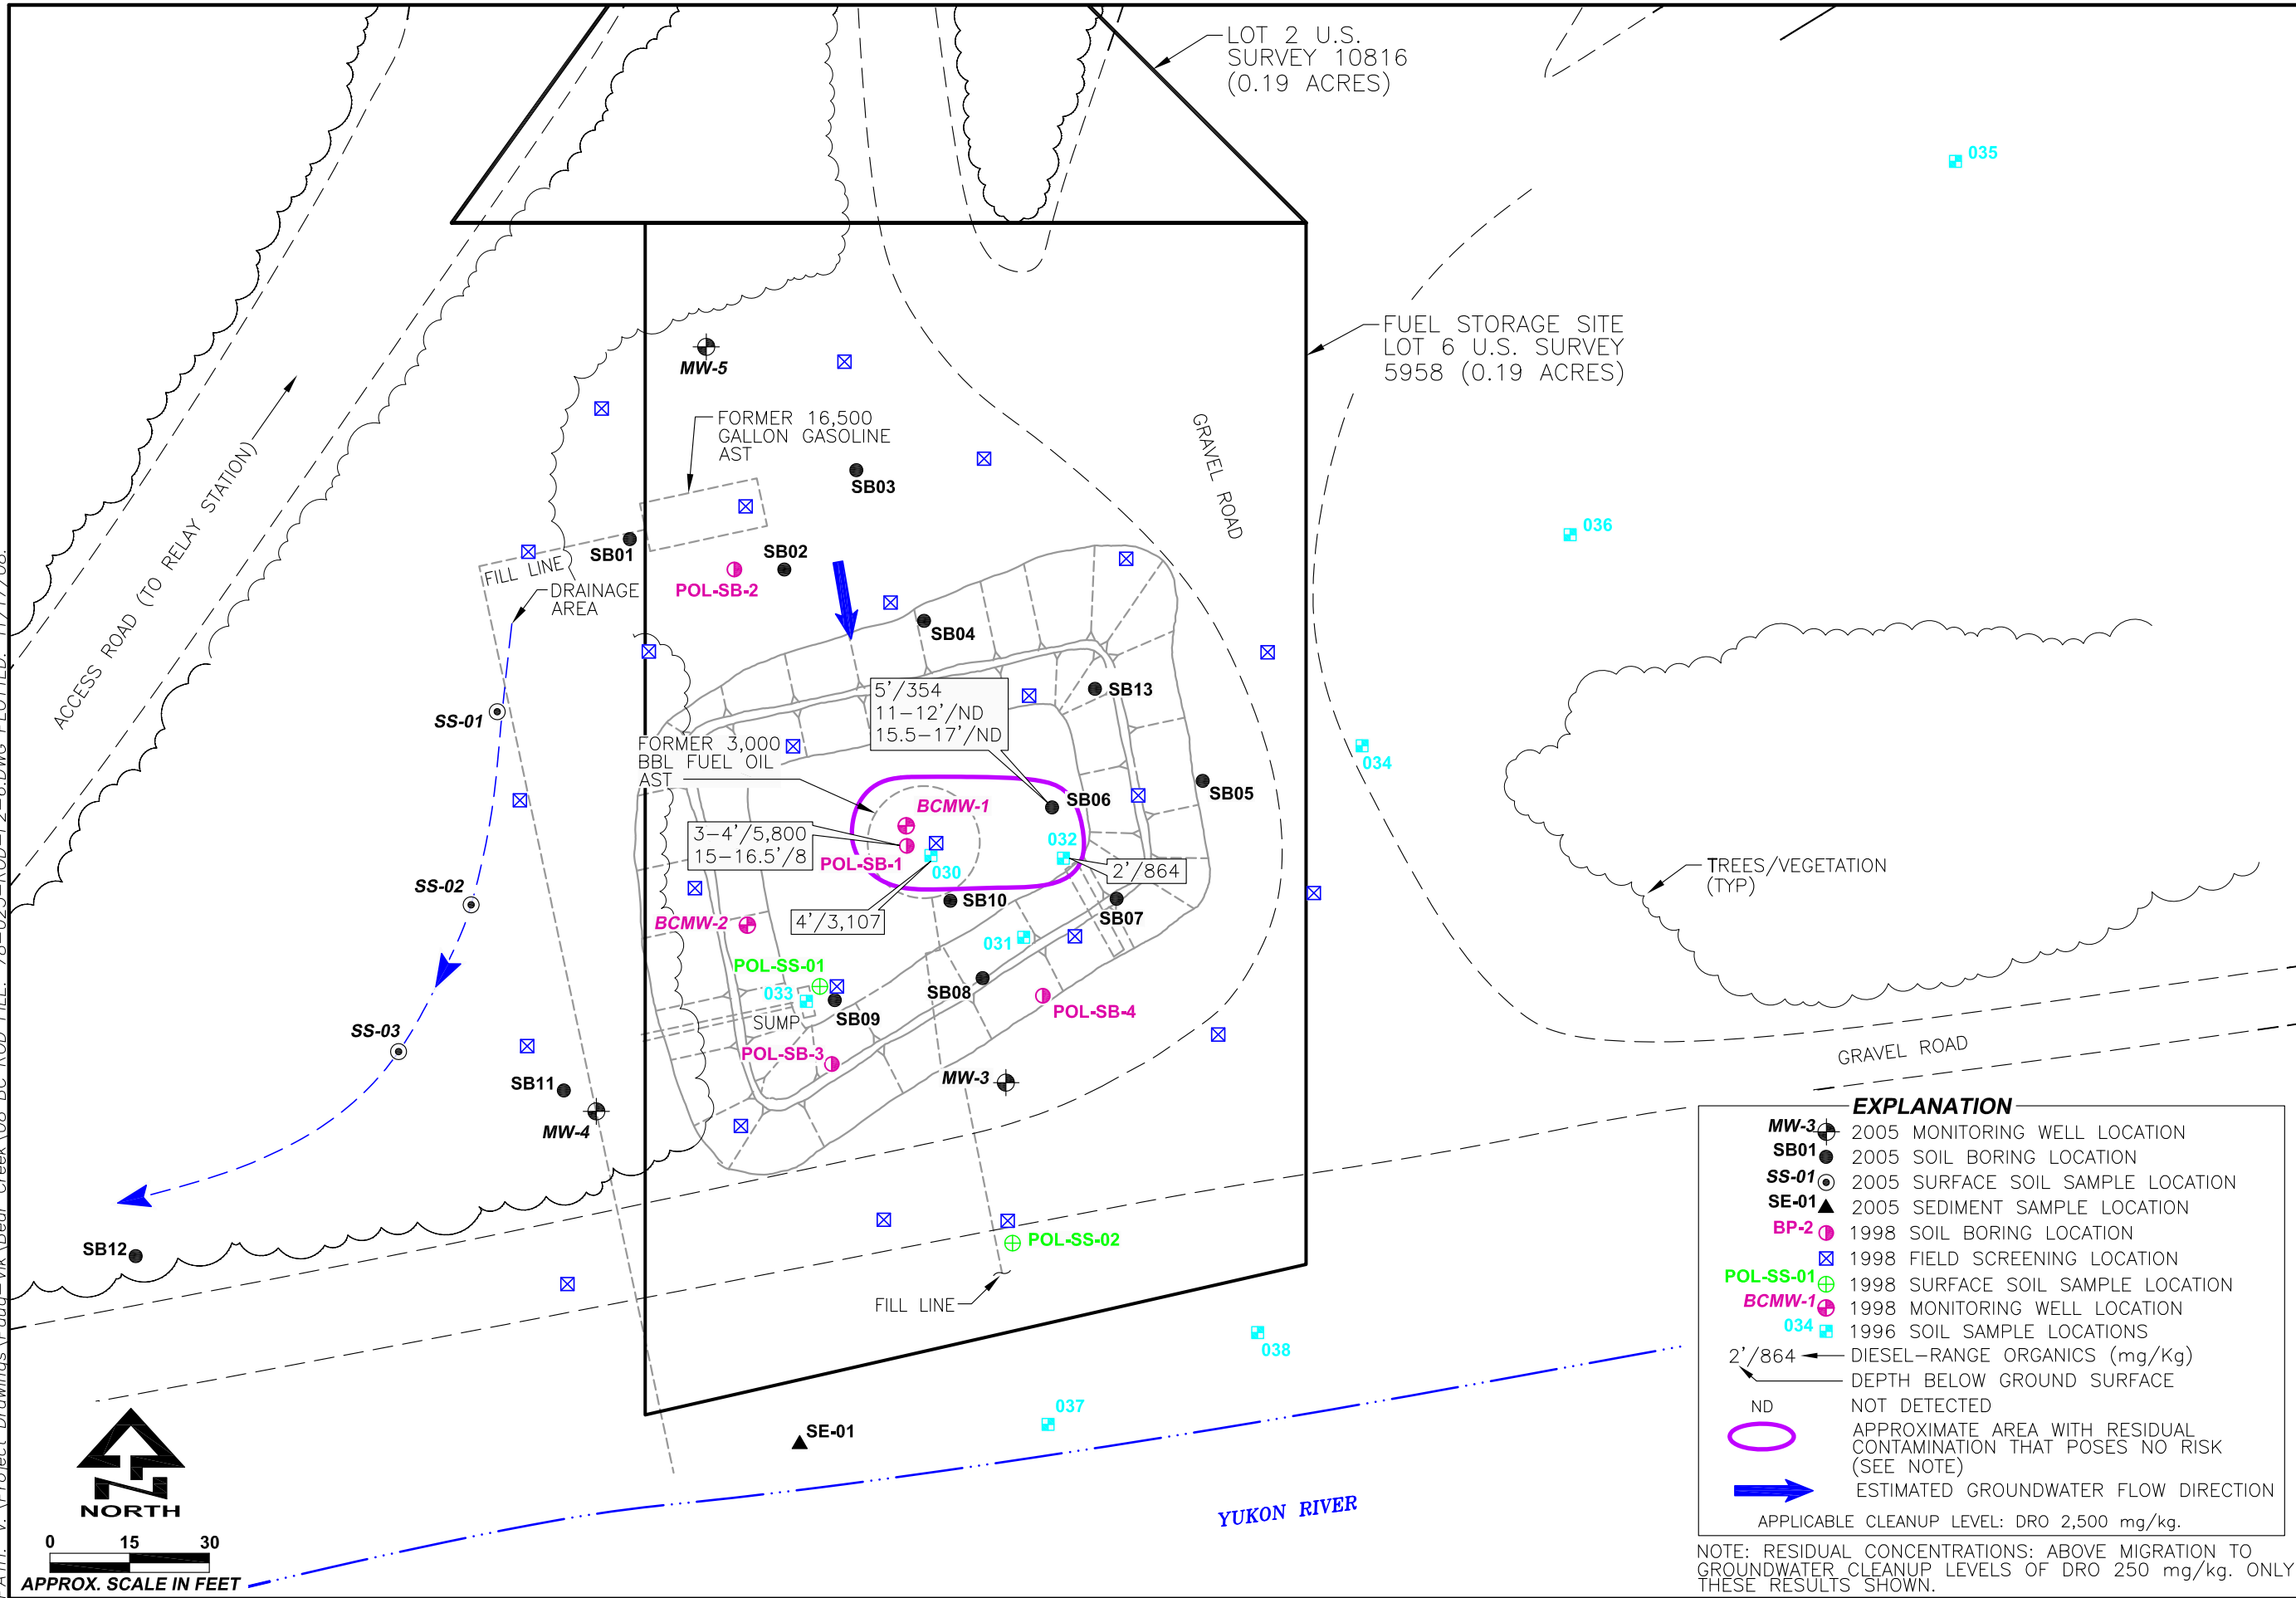 LOT 2 U.S.
SURVEY 10816
(0.19 ACRES)
035
FUEL STORAGE SITE
LOT 6 U.S. SURVEY
5958 (0.19 ACRES)
MW-5
FORMER 16,500
GALLON GASOLINE
AST
GRAVEL ROAD
SB03
ACCESS ROAD (TO RELAY STATION)
036
SB01
SB02
FILL LINE
POL-SB-2
DRAINAGE
AREA
SB04
5'/354
11-12'/ND
15.5-17'/ND
SB13
SS-01
FORMER 3,000
BBL FUEL OIL
AST
034
SB05
SB06
BCMW-1
3-4'/5,800
15-16.5'/8
032
POL-SB-1
030
2'/864
TREES/VEGETATION
(TYP)
SS-02
SB10
SB07
4'/3,107
BCMW-2
031
POL-SS-01
033
SB08
SB09
SUMP
POL-SB-4
SS-03
POL-SB-3
GRAVEL ROAD
MW-3
SB11
MW-4
SB12
POL-SS-02
FILL LINE
038
037
SE-01
YUKON RIVER
NORTH
0 15 30
APPROX. SCALE IN FEET
EXPLANATION
MW-3 2005 MONITORING WELL LOCATION
SB01 2005 SOIL BORING LOCATION
SS-01 2005 SURFACE SOIL SAMPLE LOCATION
SE-01 2005 SEDIMENT SAMPLE LOCATION
BP-2 1998 SOIL BORING LOCATION
1998 FIELD SCREENING LOCATION
POL-SS-01 1998 SURFACE SOIL SAMPLE LOCATION
BCMW-1 1998 MONITORING WELL LOCATION
034 1996 SOIL SAMPLE LOCATIONS
2'/864 DIESEL-RANGE ORGANICS (mg/Kg)
DEPTH BELOW GROUND SURFACE
ND NOT DETECTED
APPROXIMATE AREA WITH RESIDUAL
CONTAMINATION THAT POSES NO RISK
(SEE NOTE)
ESTIMATED GROUNDWATER FLOW DIRECTION
APPLICABLE CLEANUP LEVEL: DRO 2,500 mg/kg.
NOTE: RESIDUAL CONCENTRATIONS: ABOVE MIGRATION TO
GROUNDWATER CLEANUP LEVELS OF DRO 250 mg/kg. ONLY
THESE RESULTS SHOWN.